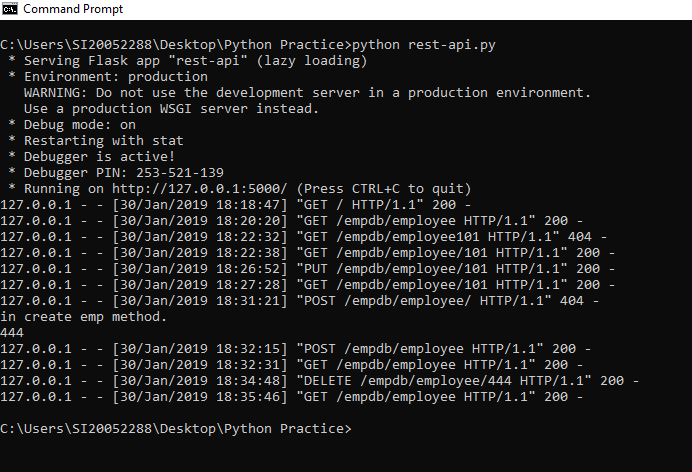 Command Prompt
C:\Users\SI20052288\Desktop\Python Practice>python rest-api.py
 * Serving Flask app "rest-api" (lazy loading)
 * Environment: production
   WARNING: Do not use the development server in a production environment.
   Use a production WSGI server instead.
 * Debug mode: on
 * Restarting with stat
 * Debugger is active!
 * Debugger PIN: 253-521-139
 * Running on http://127.0.0.1:5000/ (Press CTRL+C to quit)
127.0.0.1 - - [30/Jan/2019 18:18:47] "GET / HTTP/1.1" 200 -
127.0.0.1 - - [30/Jan/2019 18:20:20] "GET /empdb/employee HTTP/1.1" 200 -
127.0.0.1 - - [30/Jan/2019 18:22:32] "GET /empdb/employee101 HTTP/1.1" 404 -
127.0.0.1 - - [30/Jan/2019 18:22:38] "GET /empdb/employee/101 HTTP/1.1" 200 -
127.0.0.1 - - [30/Jan/2019 18:26:52] "PUT /empdb/employee/101 HTTP/1.1" 200 -
127.0.0.1 - - [30/Jan/2019 18:27:28] "GET /empdb/employee/101 HTTP/1.1" 200 -
127.0.0.1 - - [30/Jan/2019 18:31:21] "POST /empdb/employee/ HTTP/1.1" 404 -
in create emp method.
444
127.0.0.1 - - [30/Jan/2019 18:32:15] "POST /empdb/employee HTTP/1.1" 200 -
127.0.0.1 - - [30/Jan/2019 18:32:31] "GET /empdb/employee HTTP/1.1" 200 -
127.0.0.1 - - [30/Jan/2019 18:34:48] "DELETE /empdb/employee/444 HTTP/1.1" 200 -
127.0.0.1 - - [30/Jan/2019 18:35:46] "GET /empdb/employee HTTP/1.1" 200 -
C:\Users\SI20052288\Desktop\Python Practice>